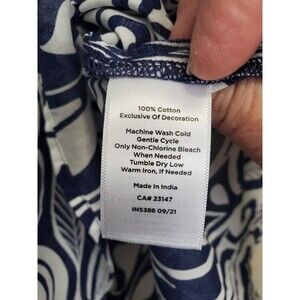 100% Cotton
Exclusive Of Decoration
Machine Wash Cold
Gentle Cycle
Only Non-Chlorine Bleach
When Needed
Tumble Dry Low
Warm Iron, If Needed
Made In India
CA# 23147
IN5386 09/21